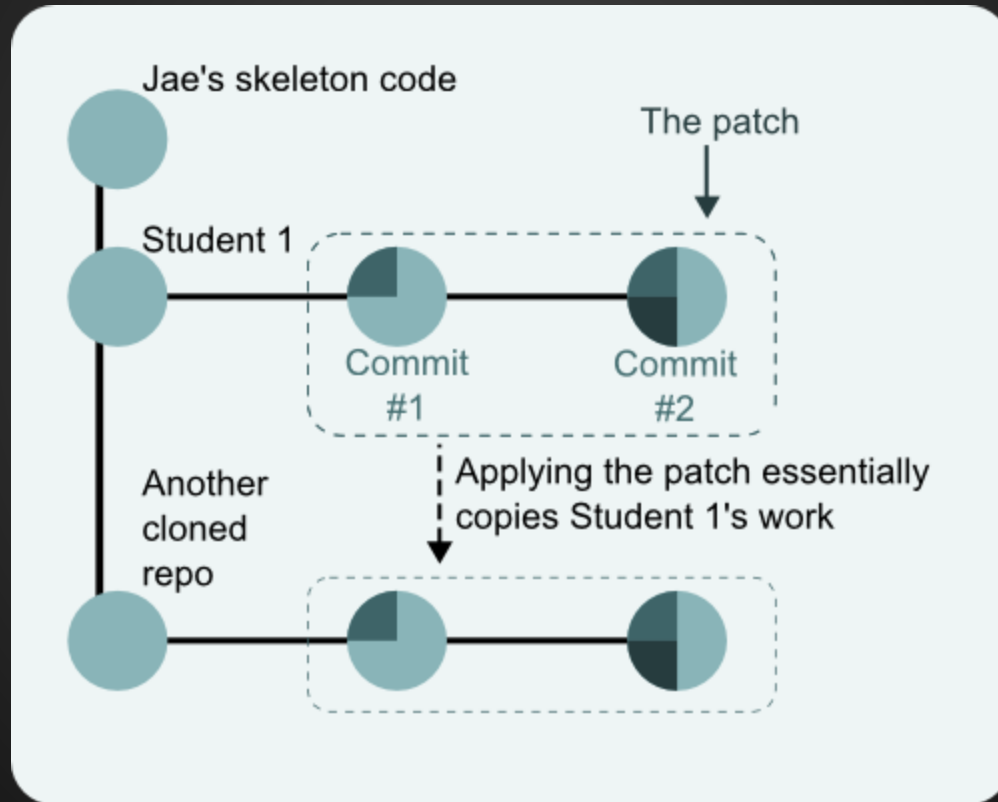 Jae's skeleton code
The patch
Student 1
Commit
#1
Commit
#2
Applying the patch essentially
copies Student 1's work
Another
cloned
repo